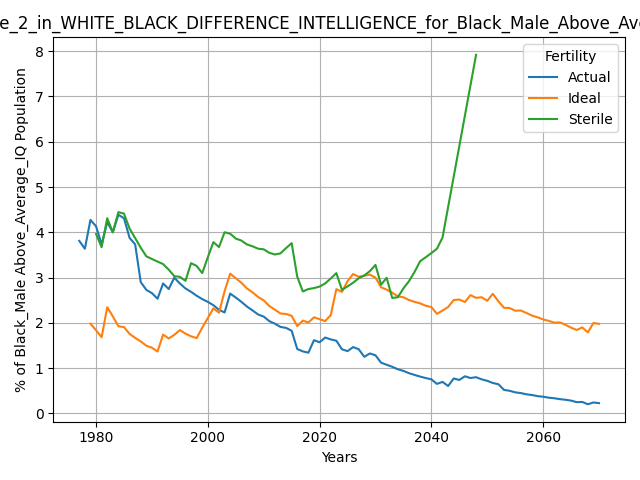 e_2_in_WHITE_BLACK_DIFFERENCE_INTELLIGENCE_for_Black_Male_Above_Ave
8
7
6
5
4
3
2
1
0
% of Black_Male Above_Average_IQ Population
Fertility
Actual
Ideal
Sterile
1980
2000
2020
2040
2060
Years